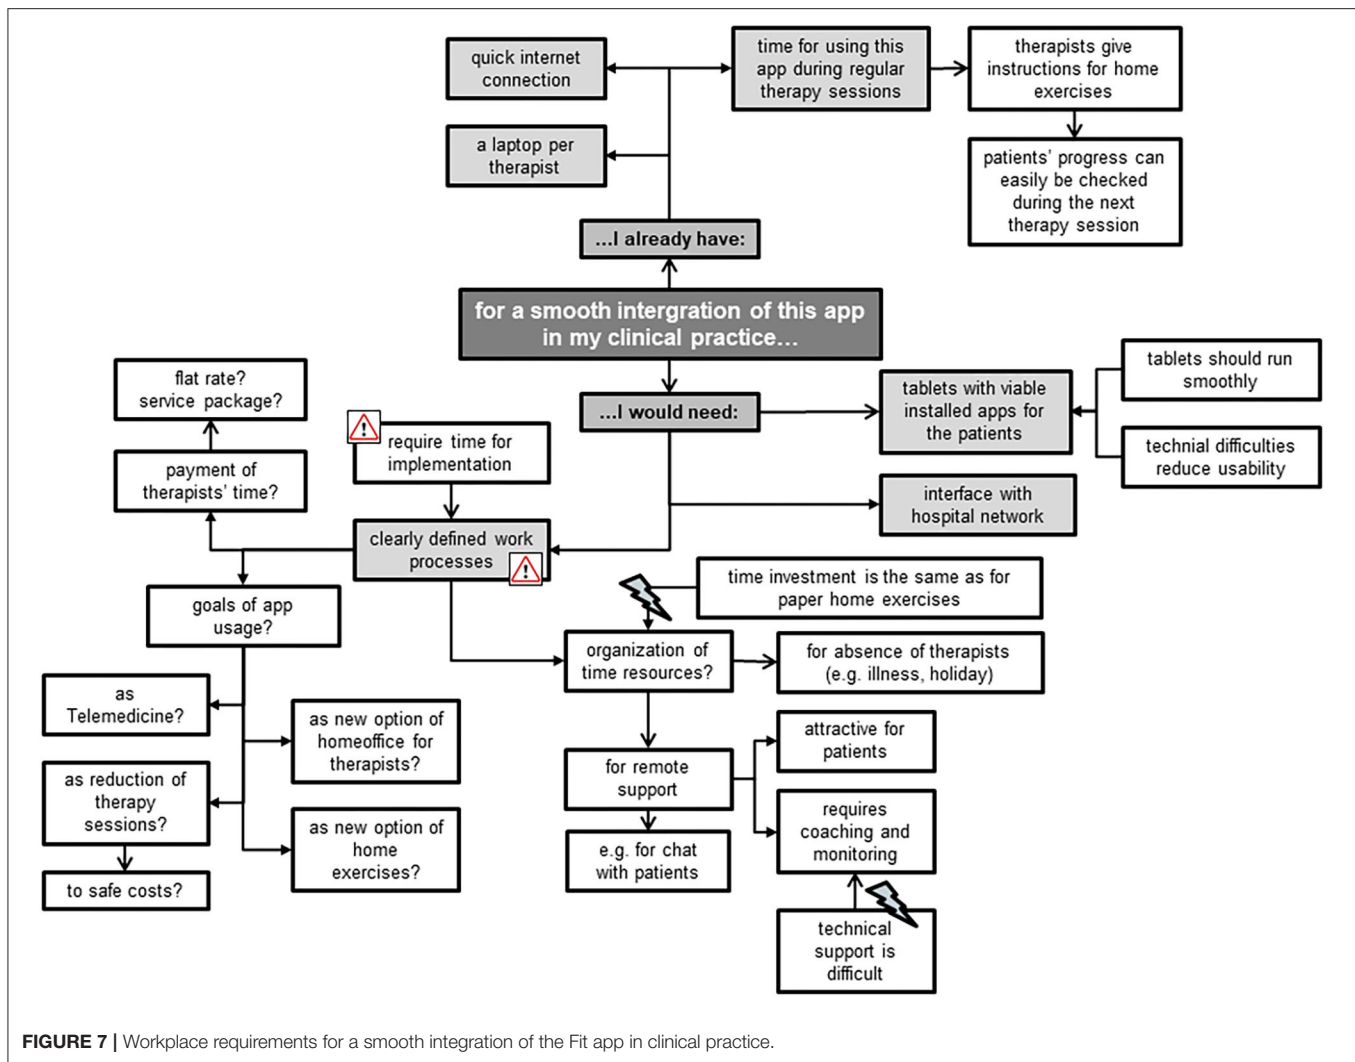 quick internet
connection
time for using this
app during regular
therapy sessions
therapists give
instructions for home
exercises
a laptop per
therapist
patients’ progress can
easily be checked
during the next
therapy session
...I already have:
for a smooth intergration of this app
in my clinical practice...
...I would need:
tablets with viable
installed apps for
the patients
tablets should run
smoothly
technial difficulties
reduce usability
interface with
hospital network
flat rate?
service package?
payment of
therapists’ time?
!
require time for
implementation
clearly defined work
processes
!
goals of app
usage?
as
Telemedicine?
as new option of
homeoffice for
therapists?
as reduction of
therapy
sessions?
as new option of
home
exercises?
to safe costs?
time investment is the same as for
paper home exercises
organization of
time resources?
for absence of therapists
(e.g. illness, holiday)
for remote
support
attractive for
patients
requires
coaching and
monitoring
e.g. for chat
with patients
technical
support is
difficult
FIGURE 7 | Workplace requirements for a smooth integration of the Fit app in clinical practice.